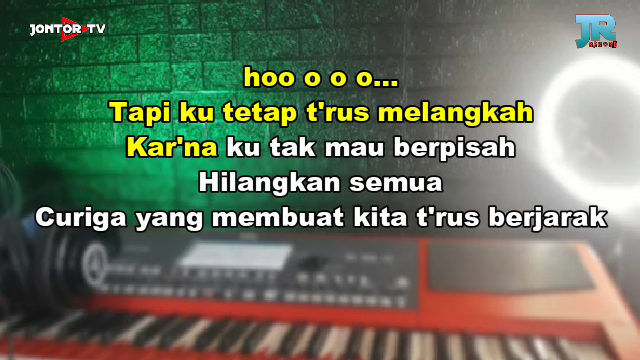 JONTOR TV
JR
hoo o o o...
Tapi ku tetap t'rus melangkah
Kar'na ku tak mau berpisah
Hilangkan semua
Curiga yang membuat kita t'rus berjarak